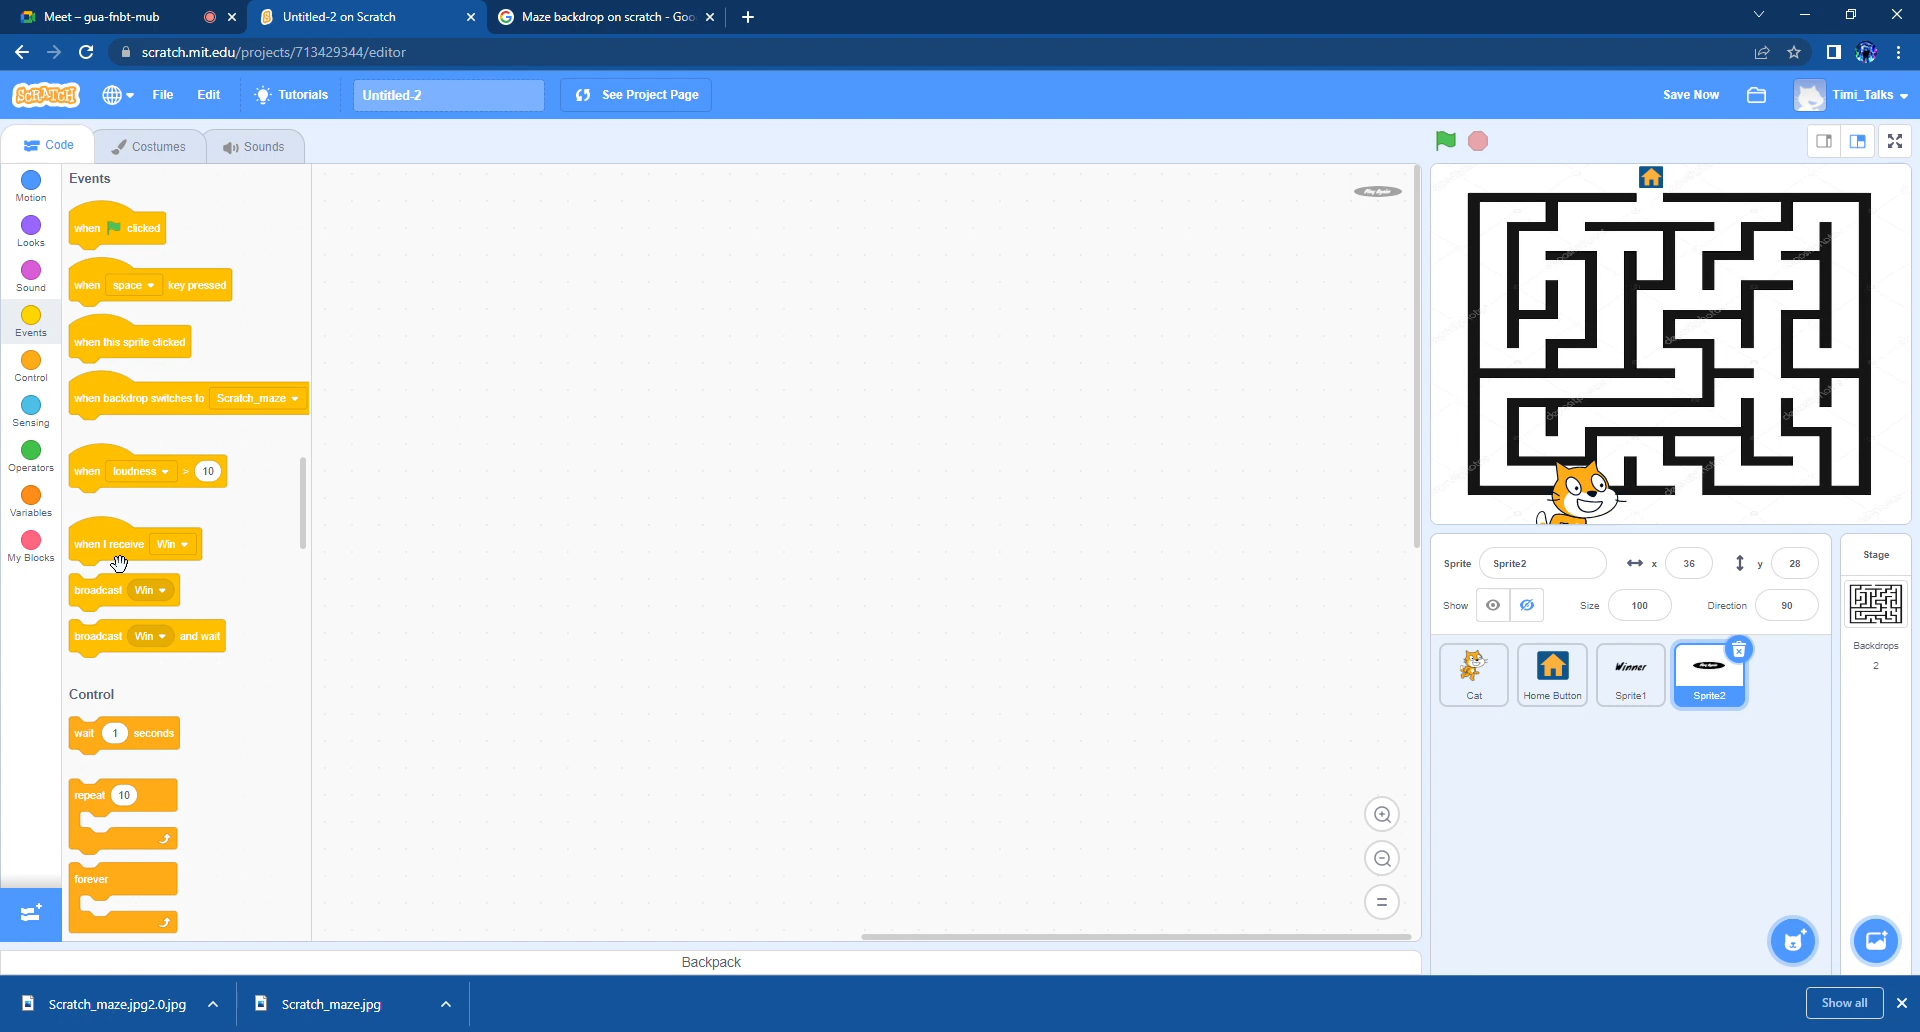 Meet – gua-fnbt-mub
Untitled-2 on Scratch
Maze backdrop on scratch - Goo
scratch.mit.edu/projects/713429344/editor
SCRATCH
File
Edit
Tutorials
Untitled-2
See Project Page
Save Now
Timi_Talks
Code
Costumes
Sounds
Motion
Looks
Sound
Events
Control
Sensing
Operators
Variables
My Blocks
Events
when clicked
when space key pressed
when this sprite clicked
when backdrop switches to Scratch_maze
when loudness > 10
when I receive Win
broadcast Win
broadcast Win and wait
Control
wait 1 seconds
repeat 10
forever
Backpack
Sprite Sprite2
x 36
y 28
Show
Size 100
Direction 90
Cat
Home Button
Winner
Sprite1
Sprite2
Stage
Backdrops
2
Scratch_maze.jpg2.0.jpg
Scratch_maze.jpg
Show all